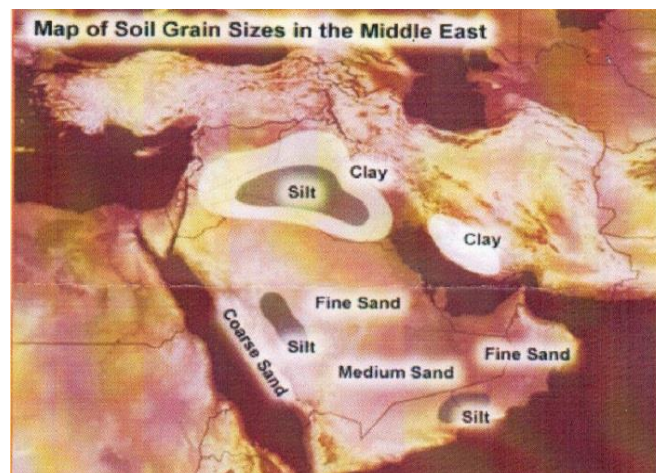 Map of Soil Grain Sizes in the Middle East
Clay
Silt
Clay
Fine Sand
Coarse Sand
Silt
Fine Sand
Medium Sand
Silt